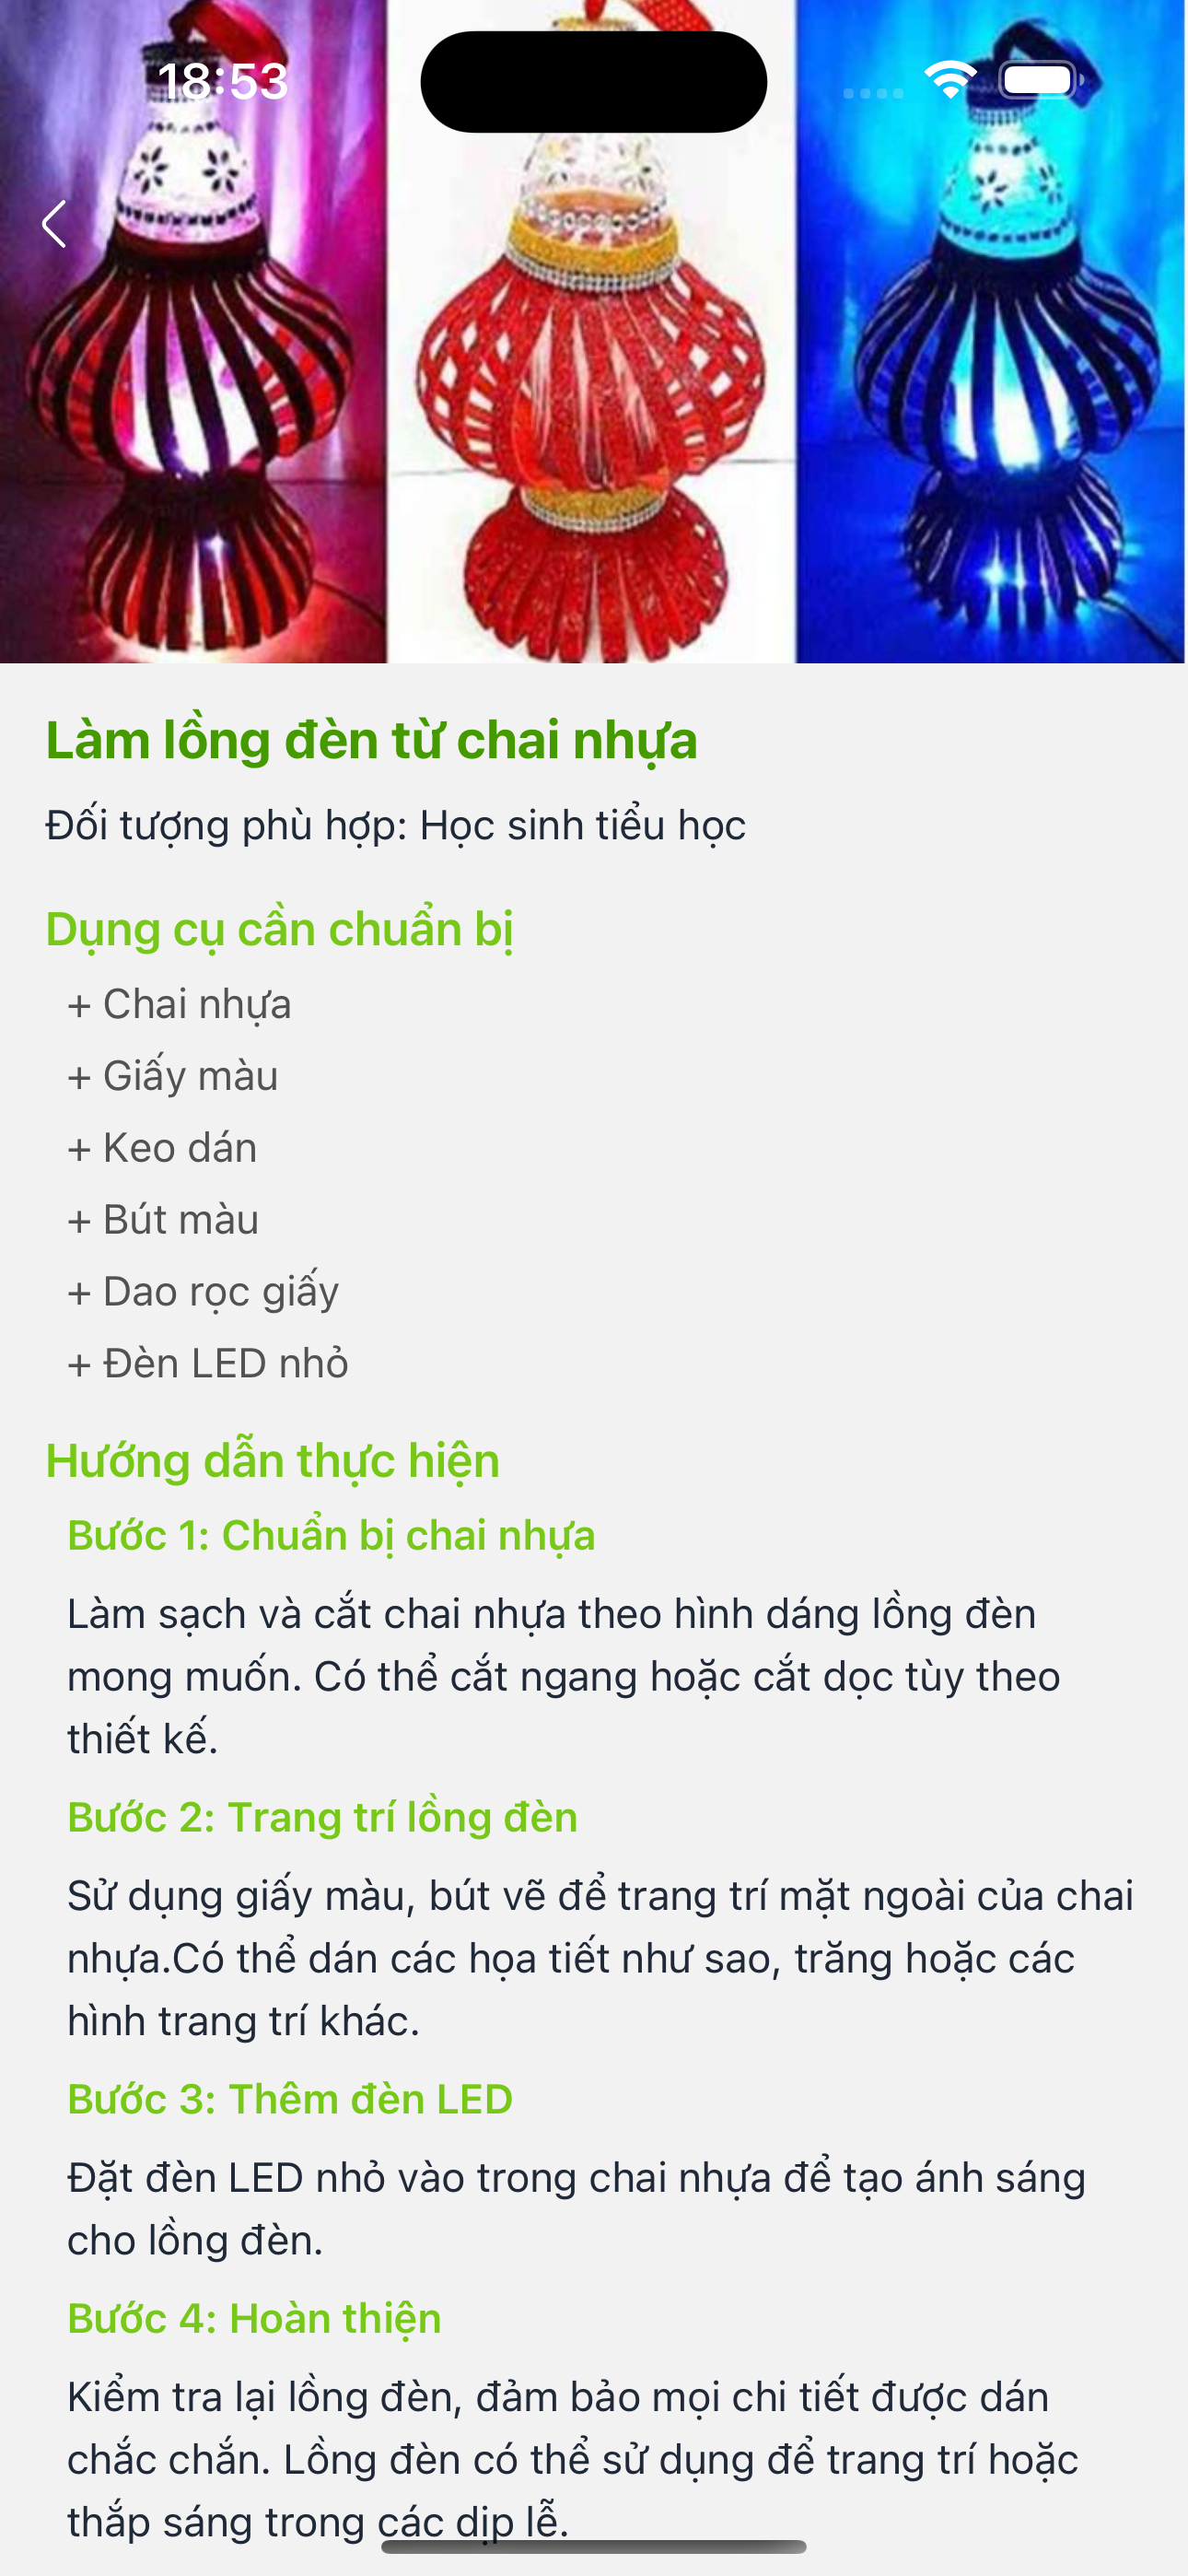 18:53
Làm lồng đèn từ chai nhựa
Đối tượng phù hợp: Học sinh tiểu học
Dụng cụ cần chuẩn bị
+ Chai nhựa
+ Giấy màu
+ Keo dán
+ Bút màu
+ Dao rọc giấy
+ Đèn LED nhỏ
Hướng dẫn thực hiện
Bước 1: Chuẩn bị chai nhựa
Làm sạch và cắt chai nhựa theo hình dáng lồng đèn
mong muốn. Có thể cắt ngang hoặc cắt dọc tùy theo
thiết kế.
Bước 2: Trang trí lồng đèn
Sử dụng giấy màu, bút vẽ để trang trí mặt ngoài của chai
nhựa.Có thể dán các họa tiết như sao, trăng hoặc các
hình trang trí khác.
Bước 3: Thêm đèn LED
Đặt đèn LED nhỏ vào trong chai nhựa để tạo ánh sáng
cho lồng đèn.
Bước 4: Hoàn thiện
Kiểm tra lại lồng đèn, đảm bảo mọi chi tiết được dán
chắc chắn. Lồng đèn có thể sử dụng để trang trí hoặc
thắp sáng trong các dịp lễ.